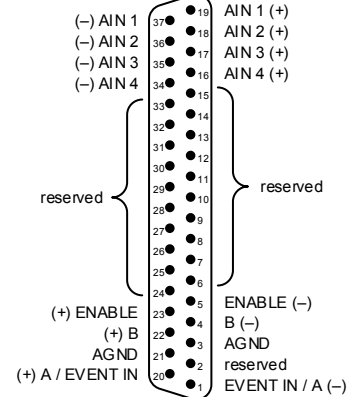 19 AIN 1 (+)
(–) AIN 1 37
18 AIN 2 (+)
(–) AIN 2 36
17 AIN 3 (+)
(–) AIN 3 35
16 AIN 4 (+)
(–) AIN 4 34
15
33
14
32
13
31
12
30
11
reserved 29 10 reserved
28
9
27
8
26
7
25
6
24
5 ENABLE (–)
(+) ENABLE 23
4 B (–)
(+) B 22
3 AGND
AGND 21
2 reserved
(+) A / EVENT IN 20
1 EVENT IN / A (–)